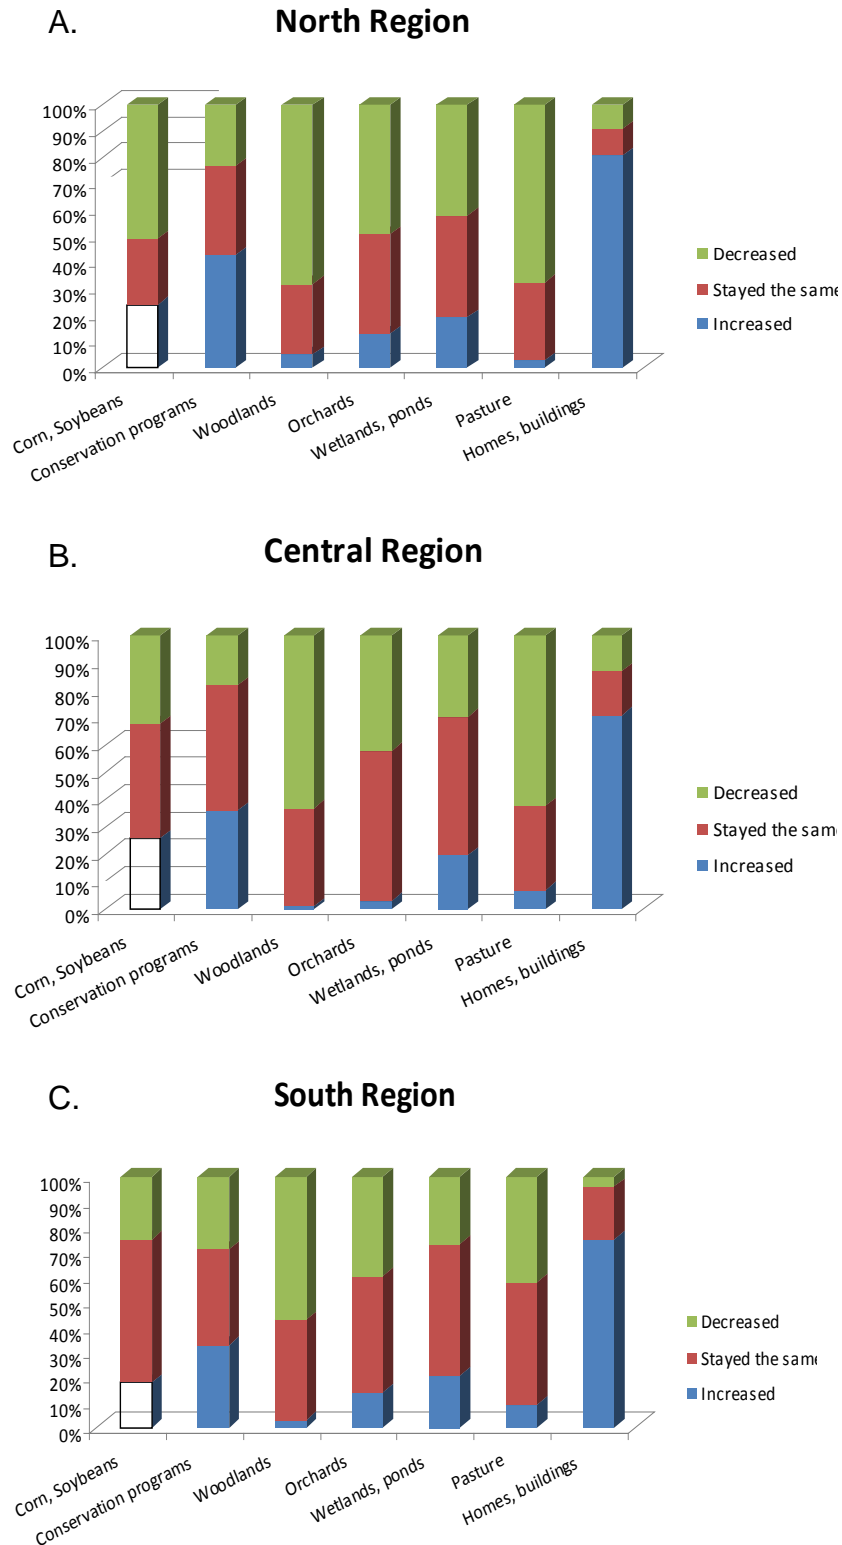 A.
North Region
100%
90%
80%
70%
60%
50%
40%
30%
20%
10%
0%
Corn, Soybeans
Conservation programs
Woodlands
Orchards
Wetlands, ponds
Pasture
Homes, buildings
Decreased
Stayed the same
Increased
B.
Central Region
100%
90%
80%
70%
60%
50%
40%
30%
20%
10%
0%
Corn, Soybeans
Conservation programs
Woodlands
Orchards
Wetlands, ponds
Pasture
Homes, buildings
Decreased
Stayed the sam
Increased
C.
South Region
100%
90%
80%
70%
60%
50%
40%
30%
20%
10%
0%
Corn, Soybeans
Conservation programs
Woodlands
Orchards
Wetlands, ponds
Pasture
Homes, buildings
Decreased
Stayed the same
Increased